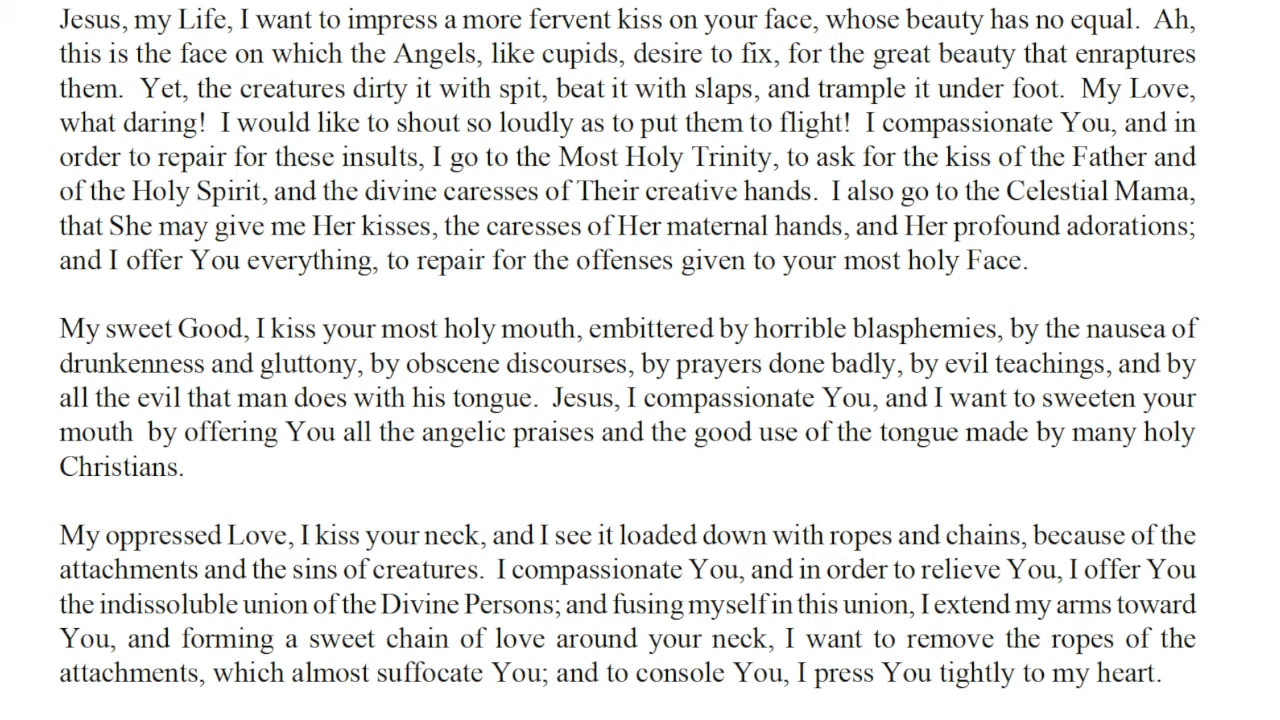 Jesus, my Life, I want to impress a more fervent kiss on your face, whose beauty has no equal.  Ah,
this is the face on which the Angels, like cupids, desire to fix, for the great beauty that enraptures
them.  Yet, the creatures dirty it with spit, beat it with slaps, and trample it under foot.  My Love,
what daring!  I would like to shout so loudly as to put them to flight!  I compassionate You, and in
order to repair for these insults, I go to the Most Holy Trinity, to ask for the kiss of the Father and
of the Holy Spirit, and the divine caresses of Their creative hands.  I also go to the Celestial Mama,
that She may give me Her kisses, the caresses of Her maternal hands, and Her profound adorations;
and I offer You everything, to repair for the offenses given to your most holy Face.
My sweet Good, I kiss your most holy mouth, embittered by horrible blasphemies, by the nausea of
drunkenness and gluttony, by obscene discourses, by prayers done badly, by evil teachings, and by
all the evil that man does with his tongue.  Jesus, I compassionate You, and I want to sweeten your
mouth  by offering You all the angelic praises and the good use of the tongue made by many holy
Christians.
My oppressed Love, I kiss your neck, and I see it loaded down with ropes and chains, because of the
attachments and the sins of creatures.  I compassionate You, and in order to relieve You, I offer You
the indissoluble union of the Divine Persons; and fusing myself in this union, I extend my arms toward
You, and forming a sweet chain of love around your neck, I want to remove the ropes of the
attachments, which almost suffocate You; and to console You, I press You tightly to my heart.